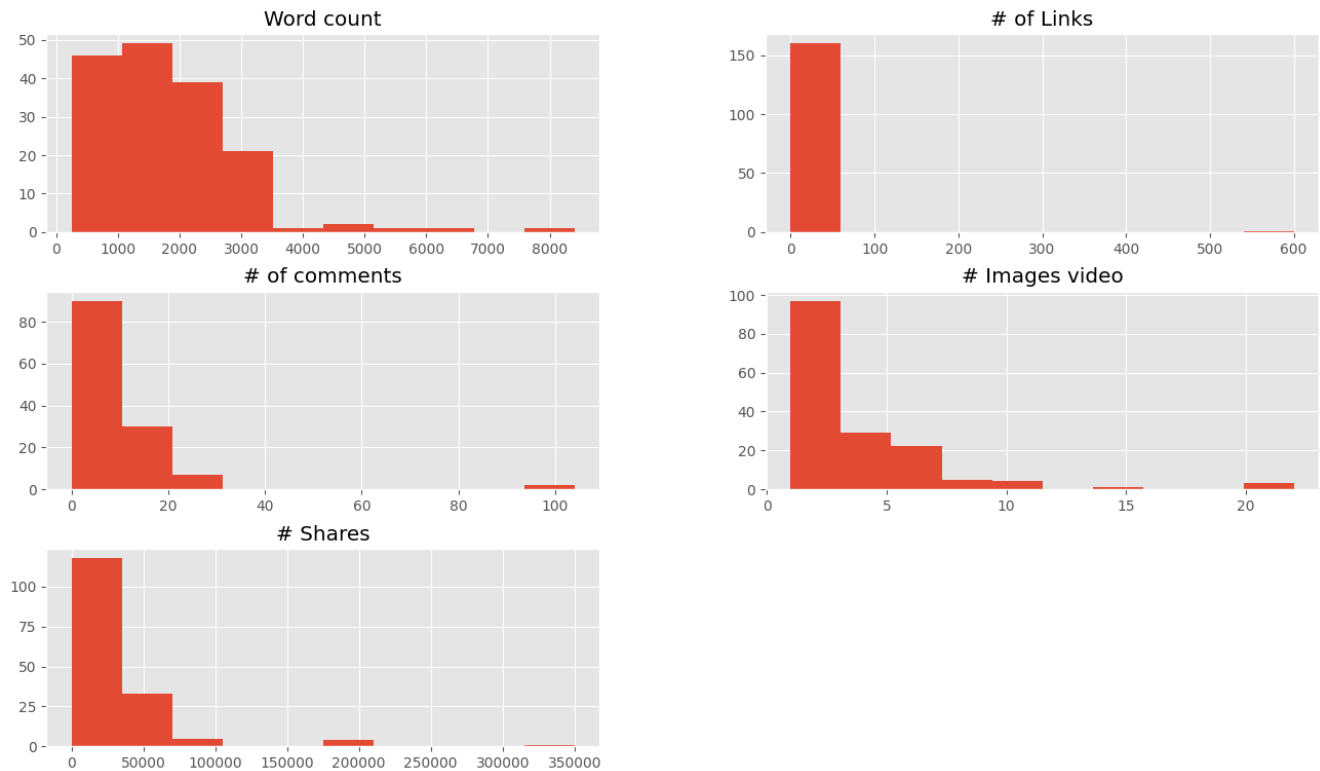 Word count
50
40
30
20
10
0
0 1000 2000 3000 4000 5000 6000 7000 8000
# of Links
150
100
50
0
0 100 200 300 400 500 600
# of comments
80
60
40
20
0
0 20 40 60 80 100
# Images video
100
80
60
40
20
0
0 5 10 15 20
# Shares
100
75
50
25
0
0 50000 100000 150000 200000 250000 300000 350000